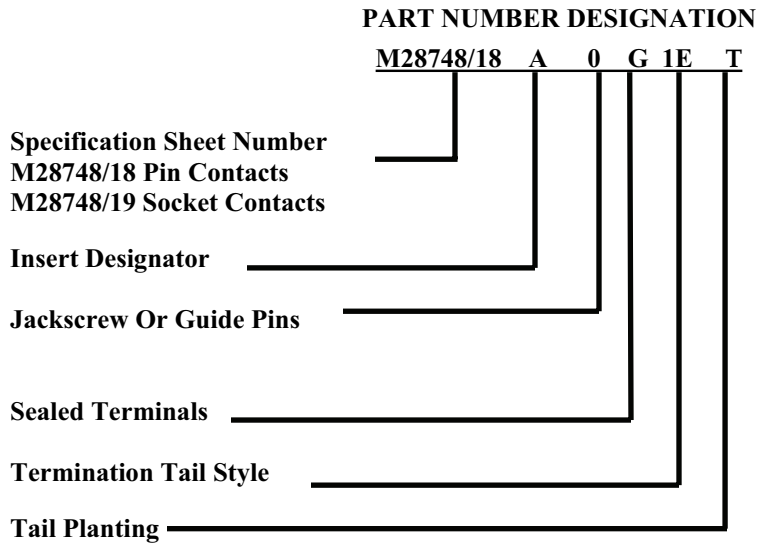 PART NUMBER DESIGNATION
M28748/18 A 0 G 1E T
Specification Sheet Number
M28748/18 Pin Contacts
M28748/19 Socket Contacts
Insert Designator
Jackscrew Or Guide Pins
Sealed Terminals
Termination Tail Style
Tail Planting